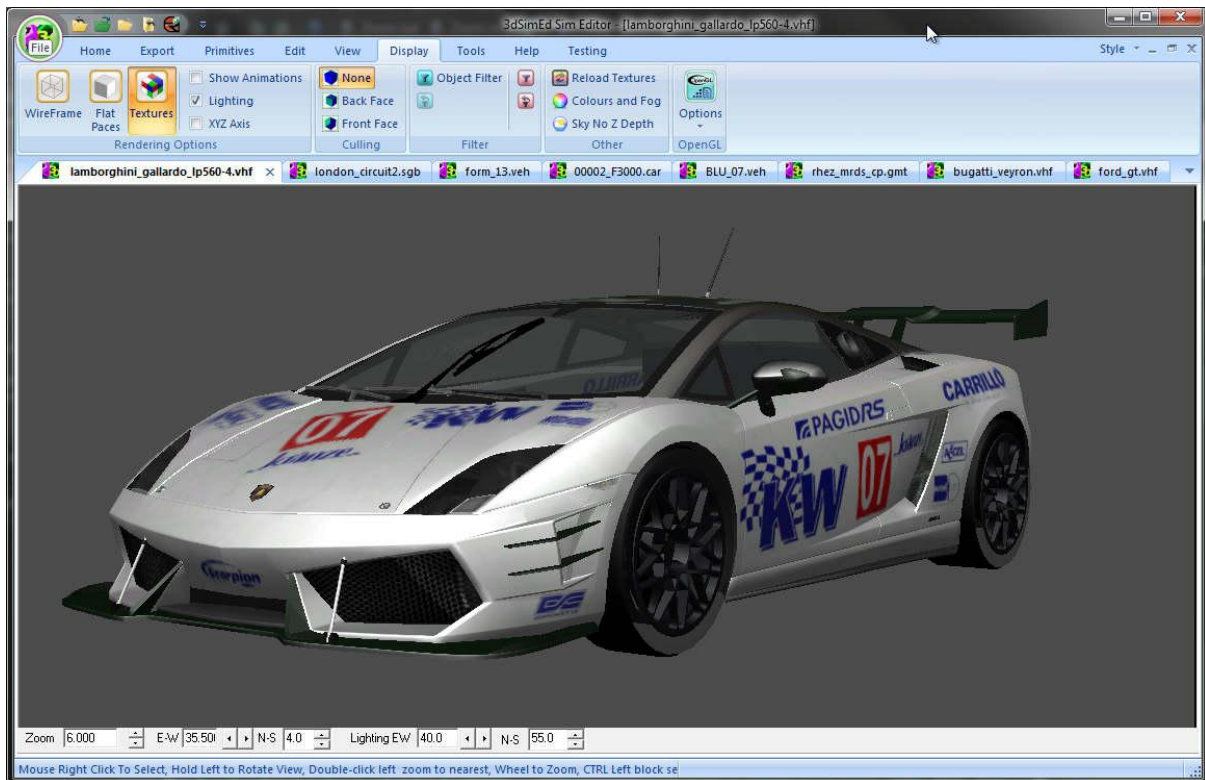 3dSimEd Sim Editor - [lamborghini_gallardo_lp560-4.vhf]
File Home Export Primitives Edit View Display Tools Help Testing Style
WireFrame Flat Faces Textures
Show Animations
Lighting
XYZ Axis
Rendering Options
None
Back Face
Front Face
Culling
Object Filter
Filter
Reload Textures
Colours and Fog
Sky No Z Depth
Other
OpenGL
Options
OpenGL
lamborghini_gallardo_lp560-4.vhf london_circuit2.sgb form_13.veh 00002_F3000.car BLU_07.veh rhez_mrds_cp.gmt bugatti_veyron.vhf ford_gt.vhf
CARRILLO
PAGIDRS
07
KW
KW
07
Scorpion
Zoom 6.000 E-W 35.50 N-S 4.0 Lighting EW 40.0 N-S 55.0
Mouse Right Click To Select, Hold Left to Rotate View, Double-click left zoom to nearest, Wheel to Zoom, CTRL Left block se